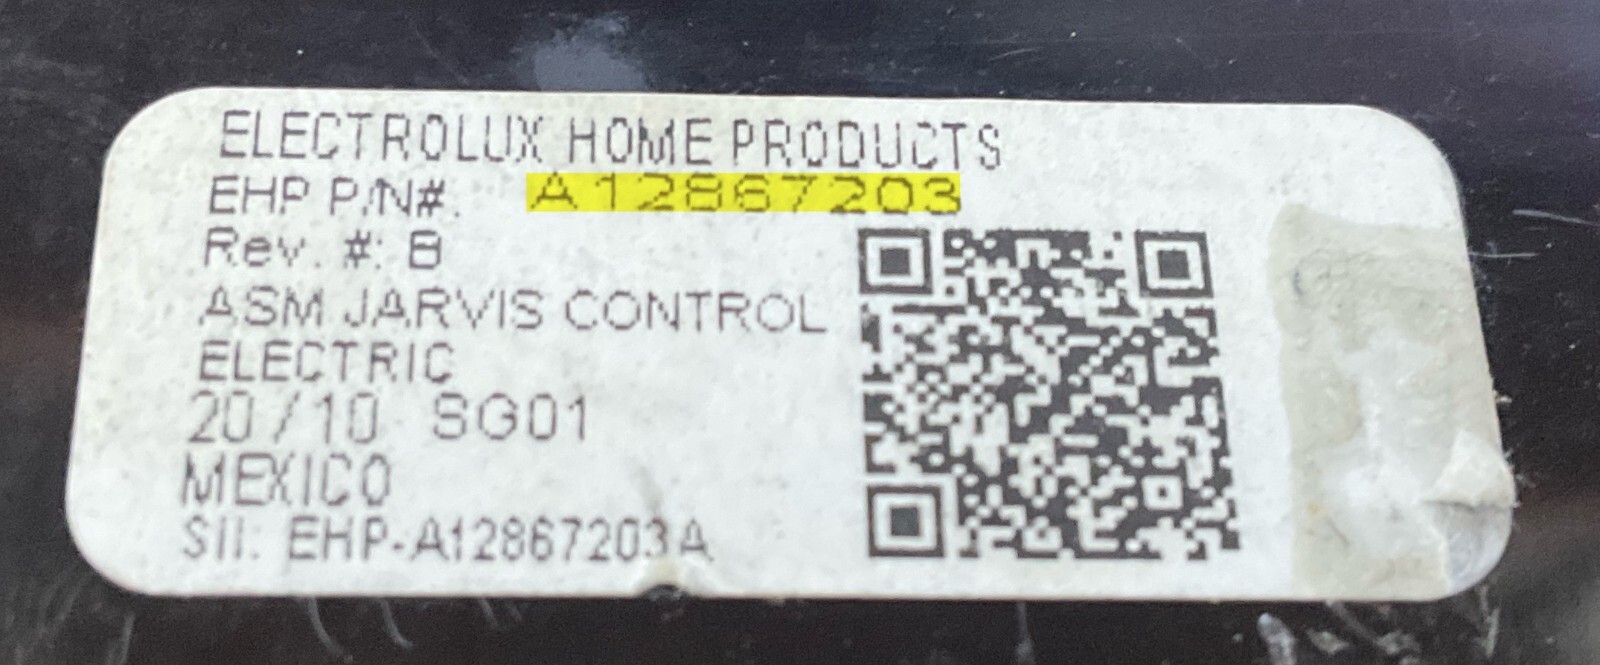 ELECTROLUX HOME PRODUCTS
EHP P/N#: A12867203
Rev. #: B
ASM JARVIS CONTROL
ELECTRIC
20/10 SG01
MEXICO
SII: EHP-A12867203A